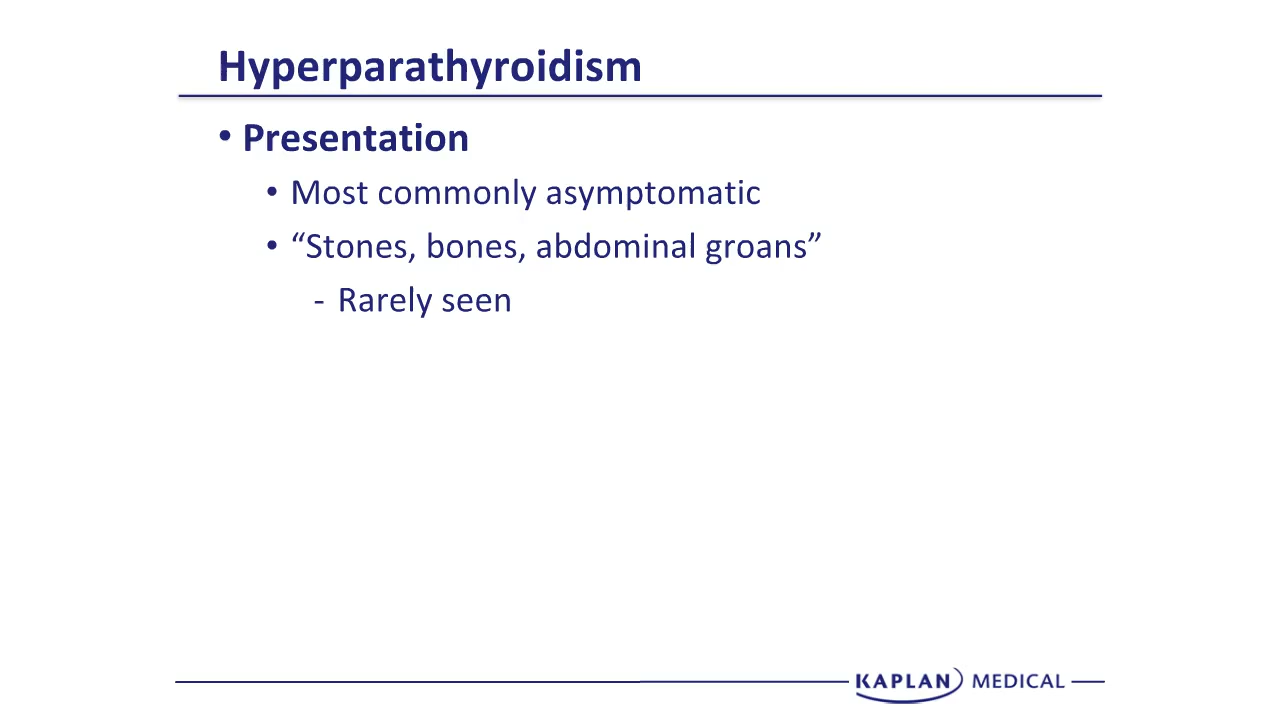 Hyperparathyroidism
• Presentation
• Most commonly asymptomatic
• “Stones, bones, abdominal groans”
- Rarely seen
KAPLAN MEDICAL